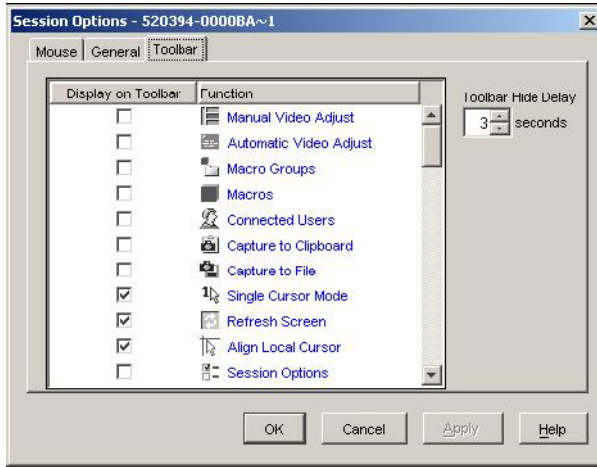 Session Options - 520394-0000BA~1
Mouse General Toolbar
Display on Toolbar Function
Manual Video Adjust
Automatic Video Adjust
Macro Groups
Macros
Connected Users
Capture to Clipboard
Capture to File
Single Cursor Mode
Refresh Screen
Align Local Cursor
Session Options
Toolbar Hide Delay
3 seconds
OK Cancel Apply Help